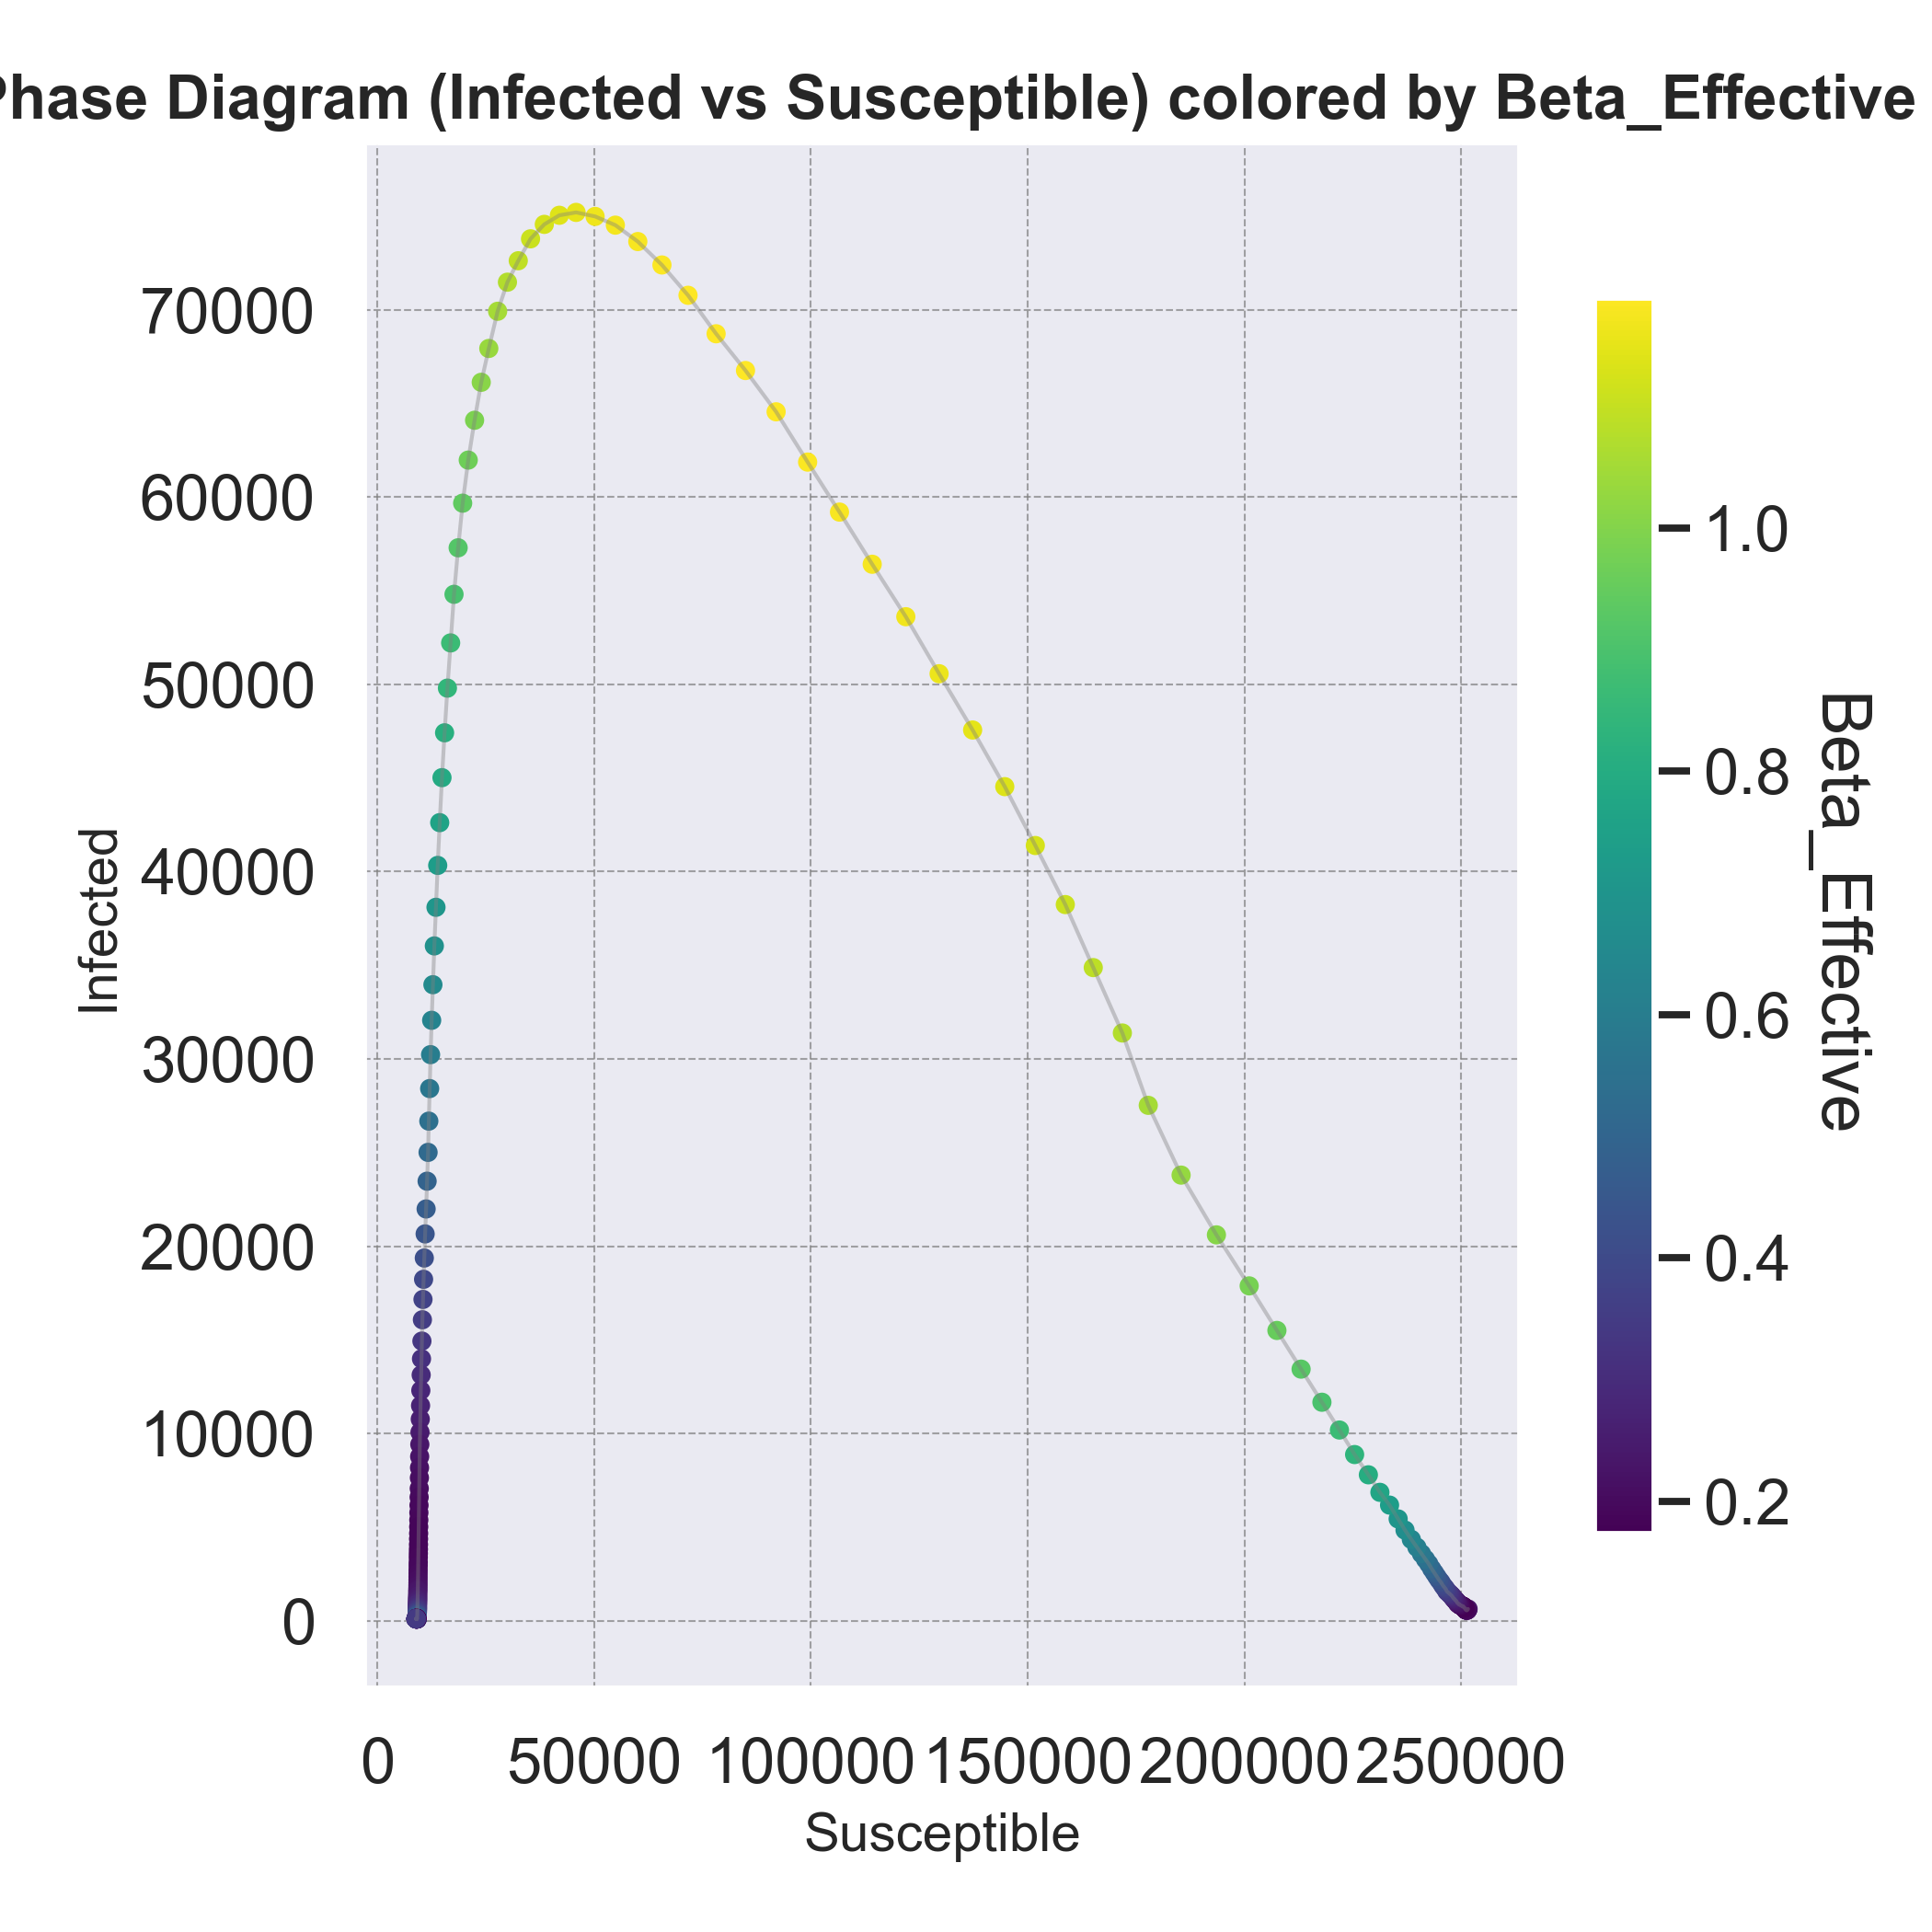 Phase Diagram (Infected vs Susceptible) colored by Beta_Effective
70000
60000
50000
40000
30000
20000
10000
0
Infected
0 50000 100000 150000 200000 250000
Susceptible
1.0
0.8
0.6
0.4
0.2
Beta_Effective